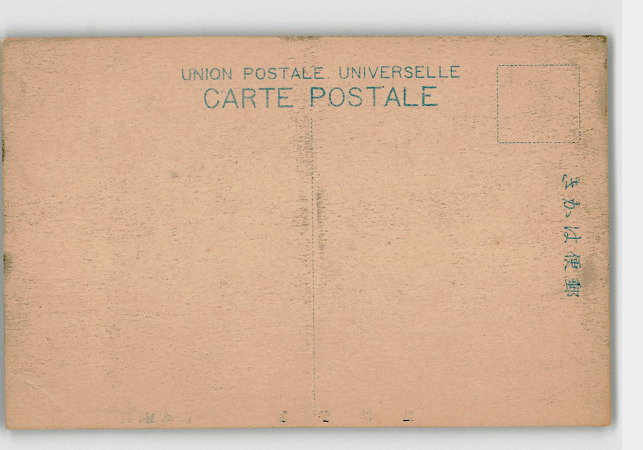 UNION POSTALE UNIVERSELLE
CARTE POSTALE
きかは便郵